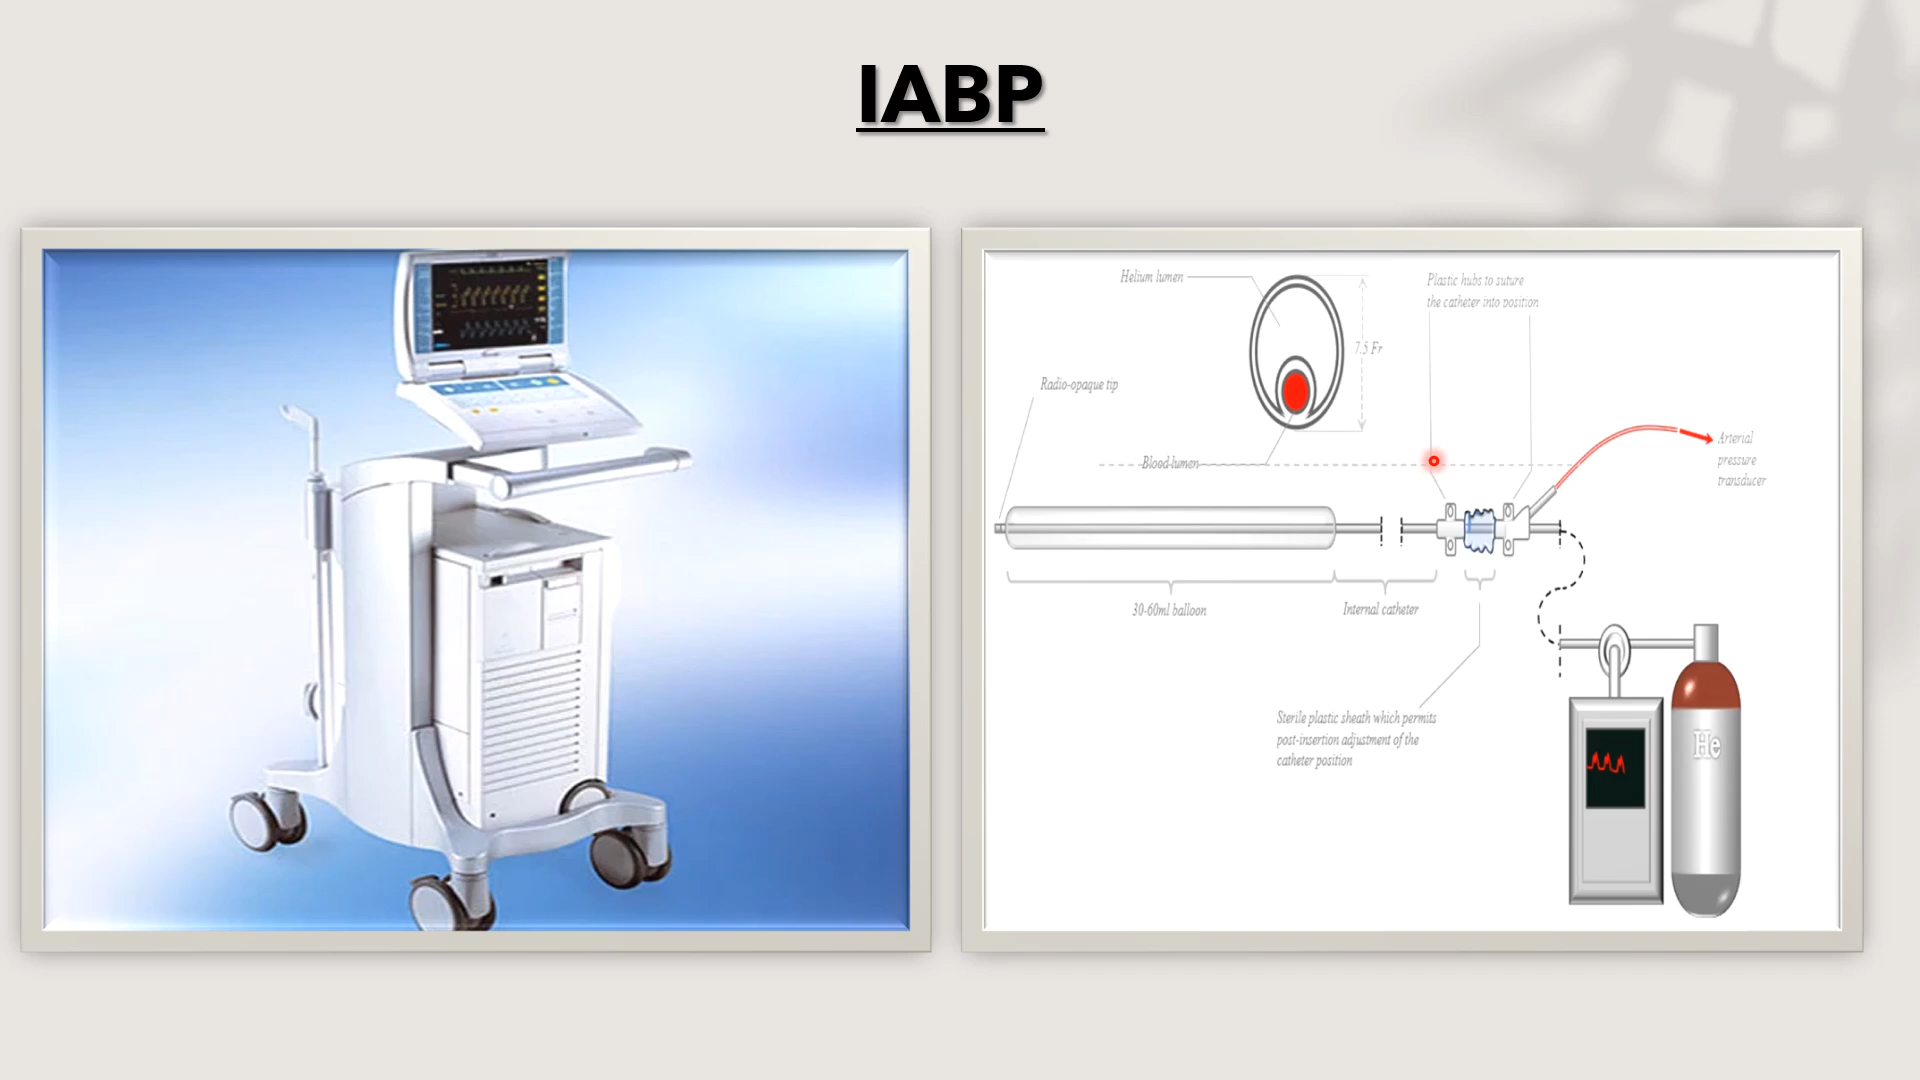 IABP
Helium lumen
Plastic hubs to suture
the catheter into position
7.5 Fr
Radio-opaque tip
Blood lumen
Arterial
pressure
transducer
30-60ml balloon
Internal catheter
Sterile plastic sheath which permits
post-insertion adjustment of the
catheter position
He